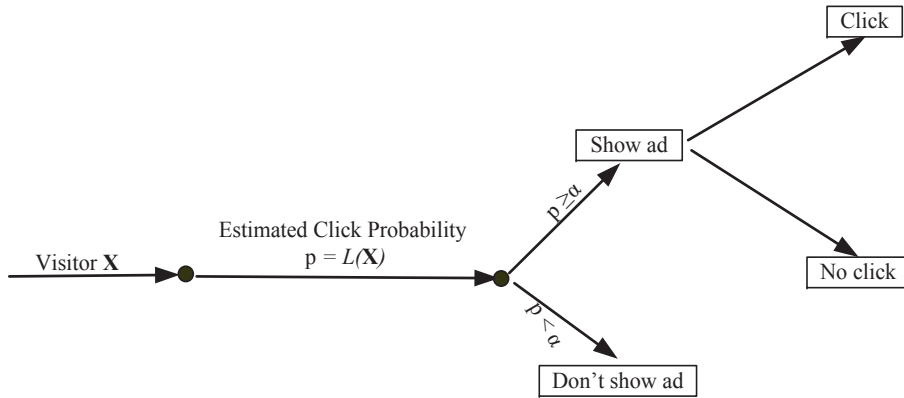 Click
Show ad
p ≥ α
Estimated Click Probability
p = L(X)
Visitor X
No click
p < α
Don't show ad